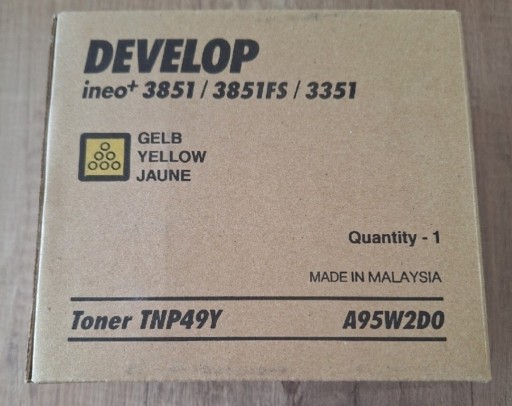 DEVELOP
ineo+ 3851 / 3851FS / 3351
GELB
YELLOW
JAUNE
Quantity - 1
MADE IN MALAYSIA
Toner TNP49Y A95W2D0